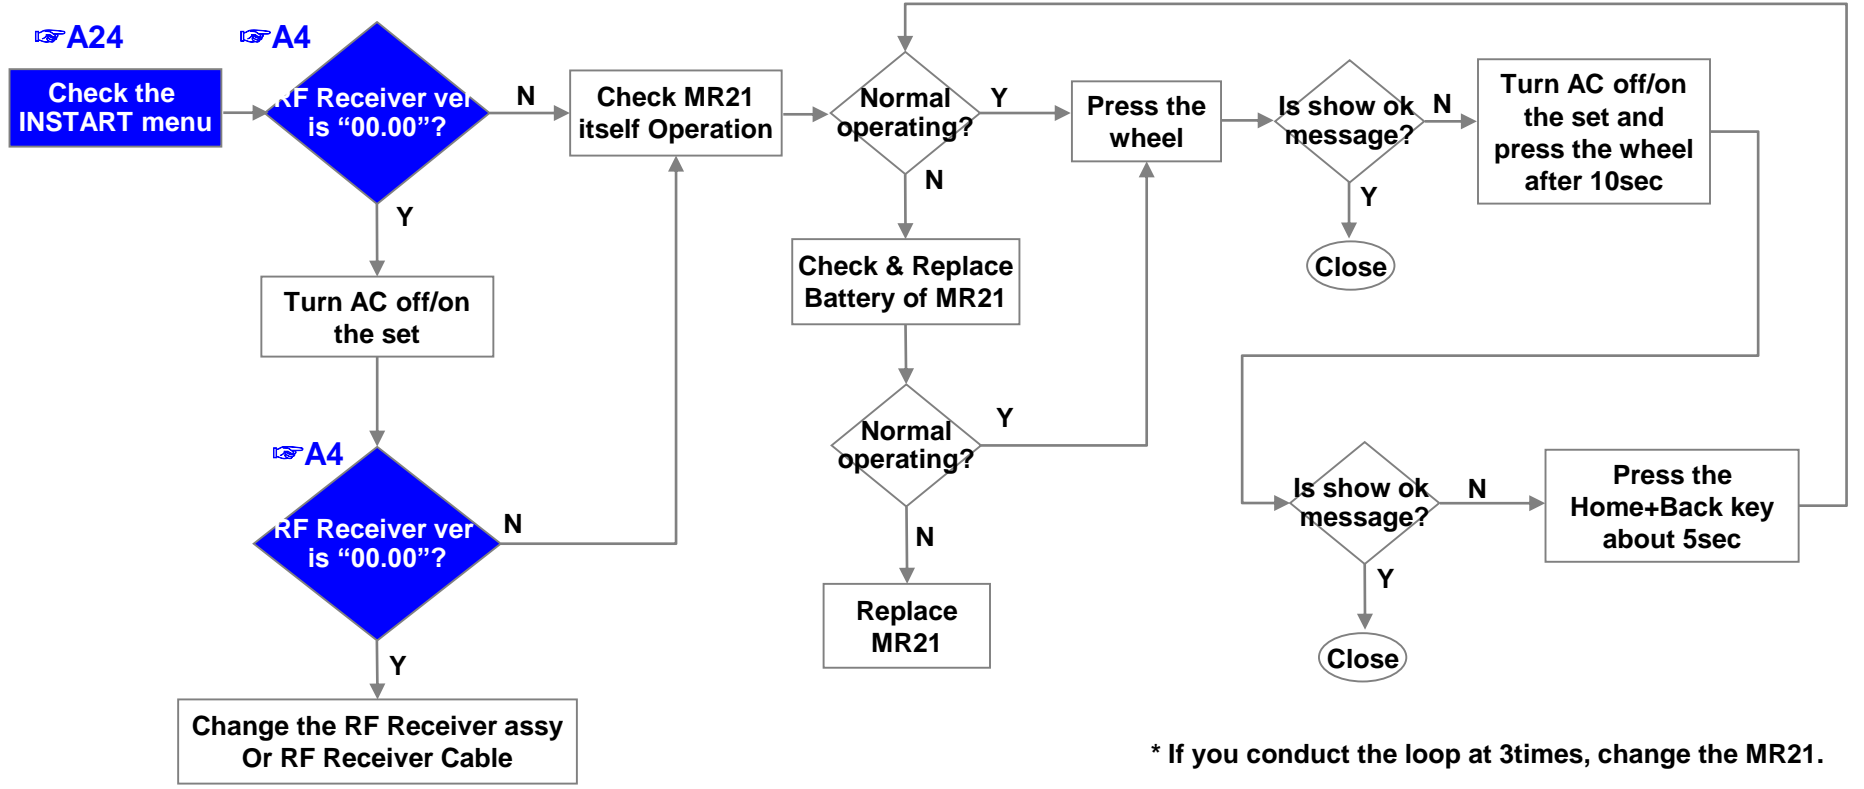 ☞A24
☞A4
Check the
INSTART menu
RF Receiver ver
is “00.00”?
N
Y
Turn AC off/on
the set
☞A4
RF Receiver ver
is “00.00”?
N
Y
Change the RF Receiver assy
Or RF Receiver Cable
Check MR21
itself Operation
Normal
operating?
Y
N
Check & Replace
Battery of MR21
Normal
operating?
Y
N
Replace
MR21
Press the
wheel
Is show ok
message?
N
Y
Close
Turn AC off/on
the set and
press the wheel
after 10sec
Is show ok
message?
N
Y
Close
Press the
Home+Back key
about 5sec
* If you conduct the loop at 3times, change the MR21.